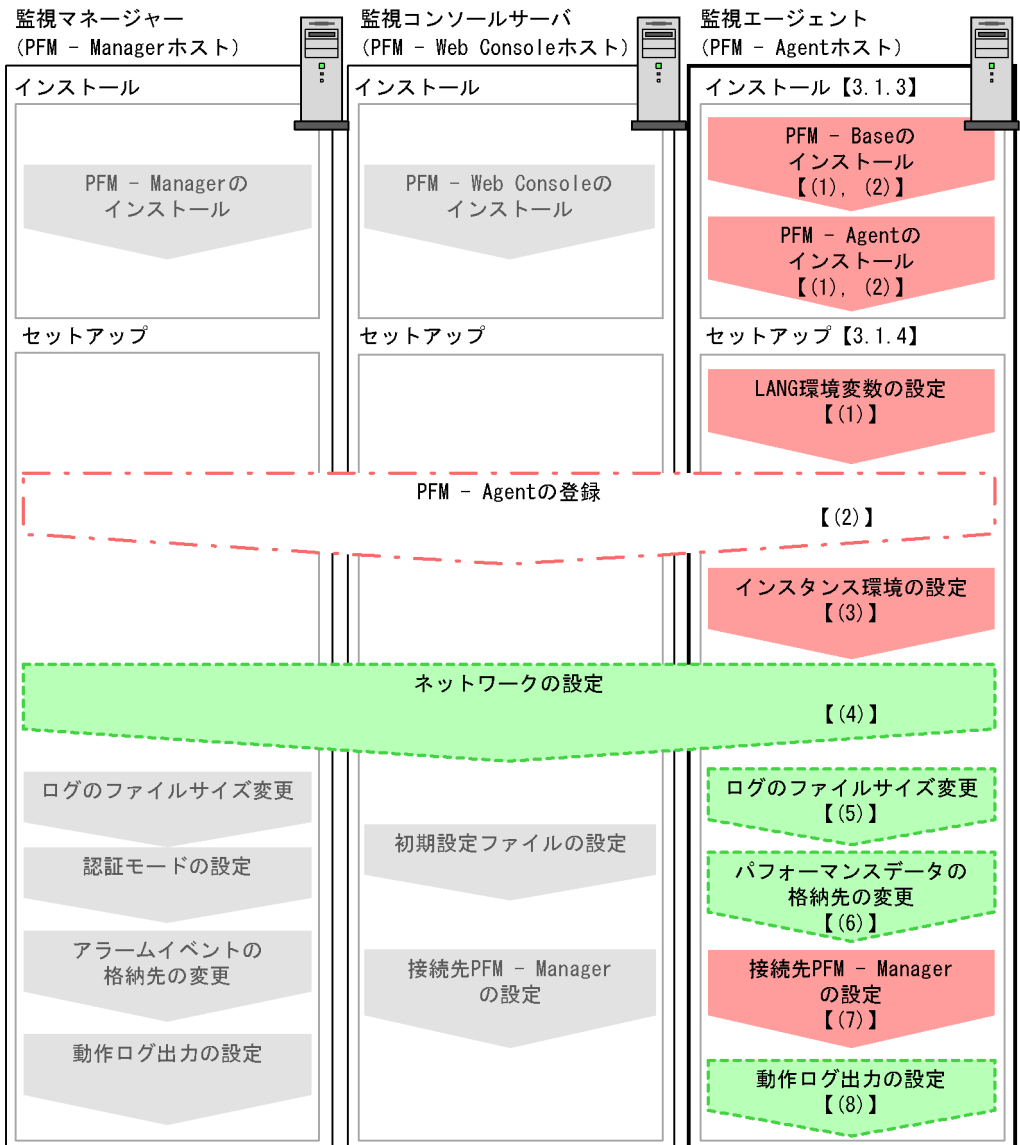 監視マネージャー
(PFM - Managerホスト)
監視コンソールサーバ
(PFM - Web Consoleホスト)
監視エージェント
(PFM - Agentホスト)
インストール
インストール
インストール【3.1.3】
PFM - Managerの
インストール
PFM - Web Consoleの
インストール
PFM - Baseの
インストール
【(1), (2)】
PFM - Agentの
インストール
【(1), (2)】
セットアップ
セットアップ
セットアップ【3.1.4】
LANG環境変数の設定
【(1)】
PFM - Agentの登録
【(2)】
インスタンス環境の設定
【(3)】
ネットワークの設定
【(4)】
ログのファイルサイズ変更
認証モードの設定
アラームイベントの
格納先の変更
動作ログ出力の設定
初期設定ファイルの設定
接続先PFM - Manager
の設定
ログのファイルサイズ変更
【(5)】
パフォーマンスデータの
格納先の変更
【(6)】
接続先PFM - Manager
の設定
【(7)】
動作ログ出力の設定
【(8)】